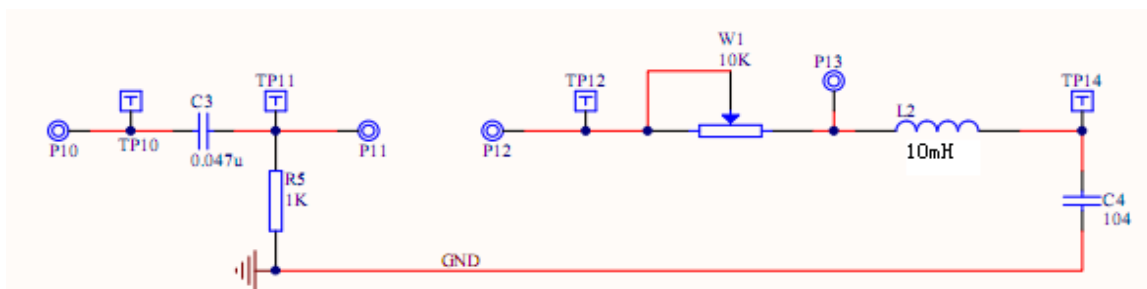 W1
10K
P13
TP11
TP12
TP14
C3
L2
P10
TP10
P11
P12
0.047u
10mH
R5
1K
C4
104
GND
T
T
T
T